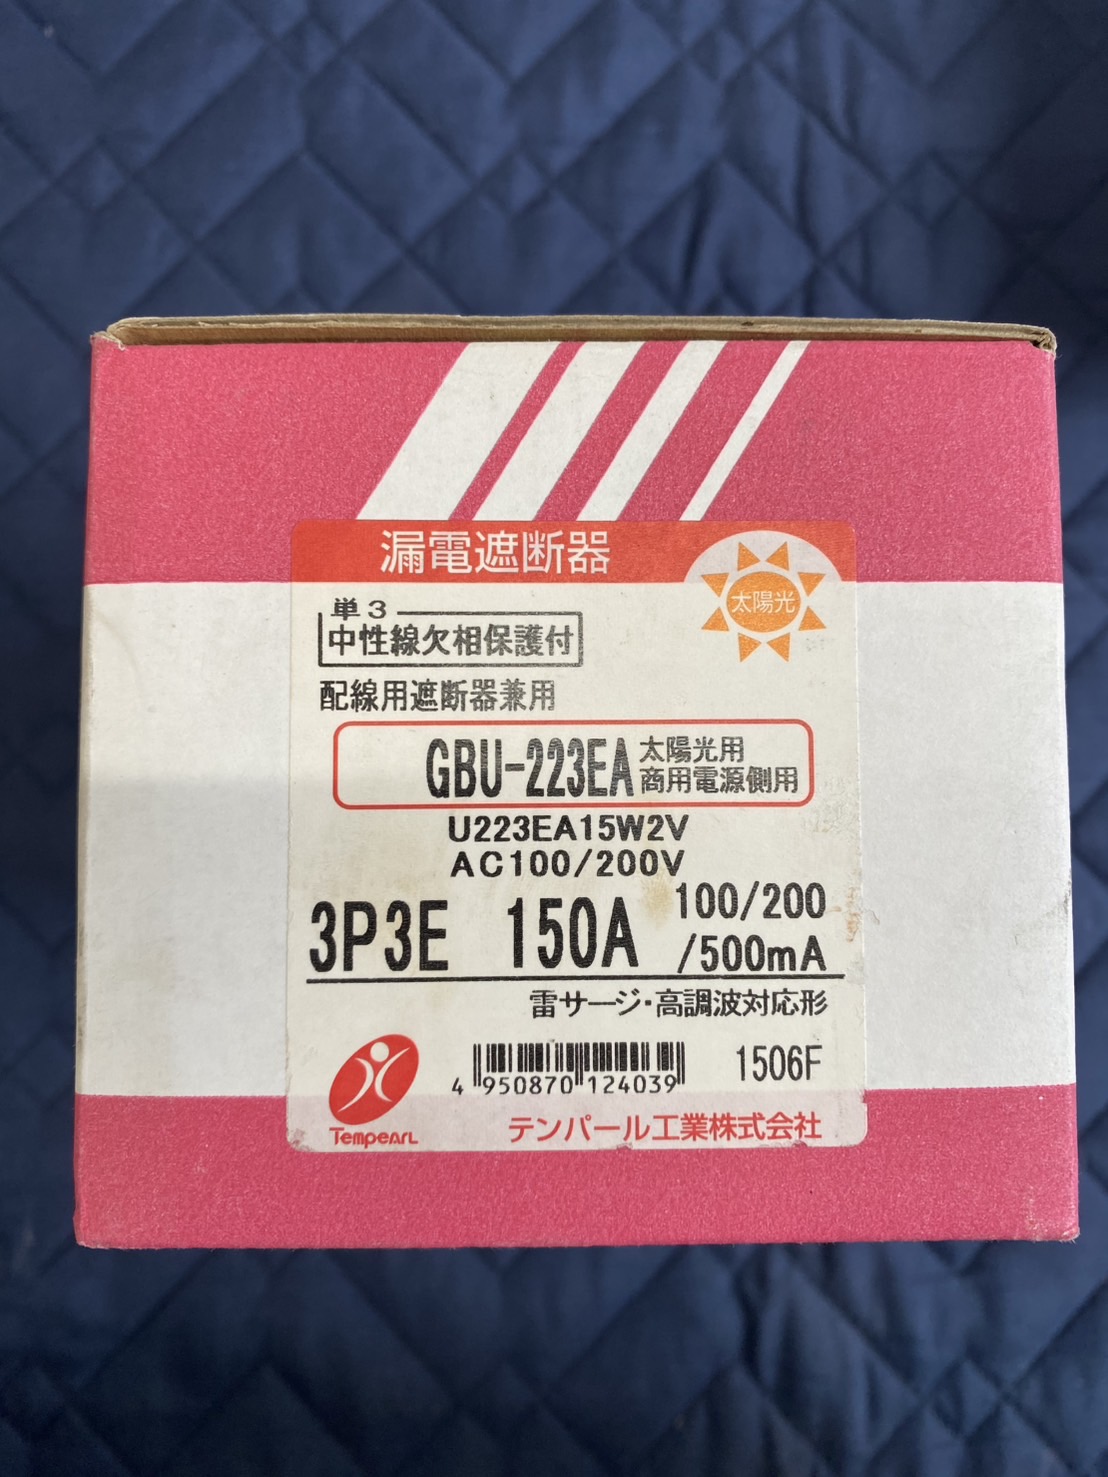 漏電遮断器
太陽光
単3
中性線欠相保護付
配線用遮断器兼用
GBU-223EA 太陽光用
商用電源側用
U223EA15W2V
AC100/200V
3P3E 150A 100/200
/500mA
雷サージ・高調波対応形
4 950870 124039
1506F
Tempearl
テンパール工業株式会社